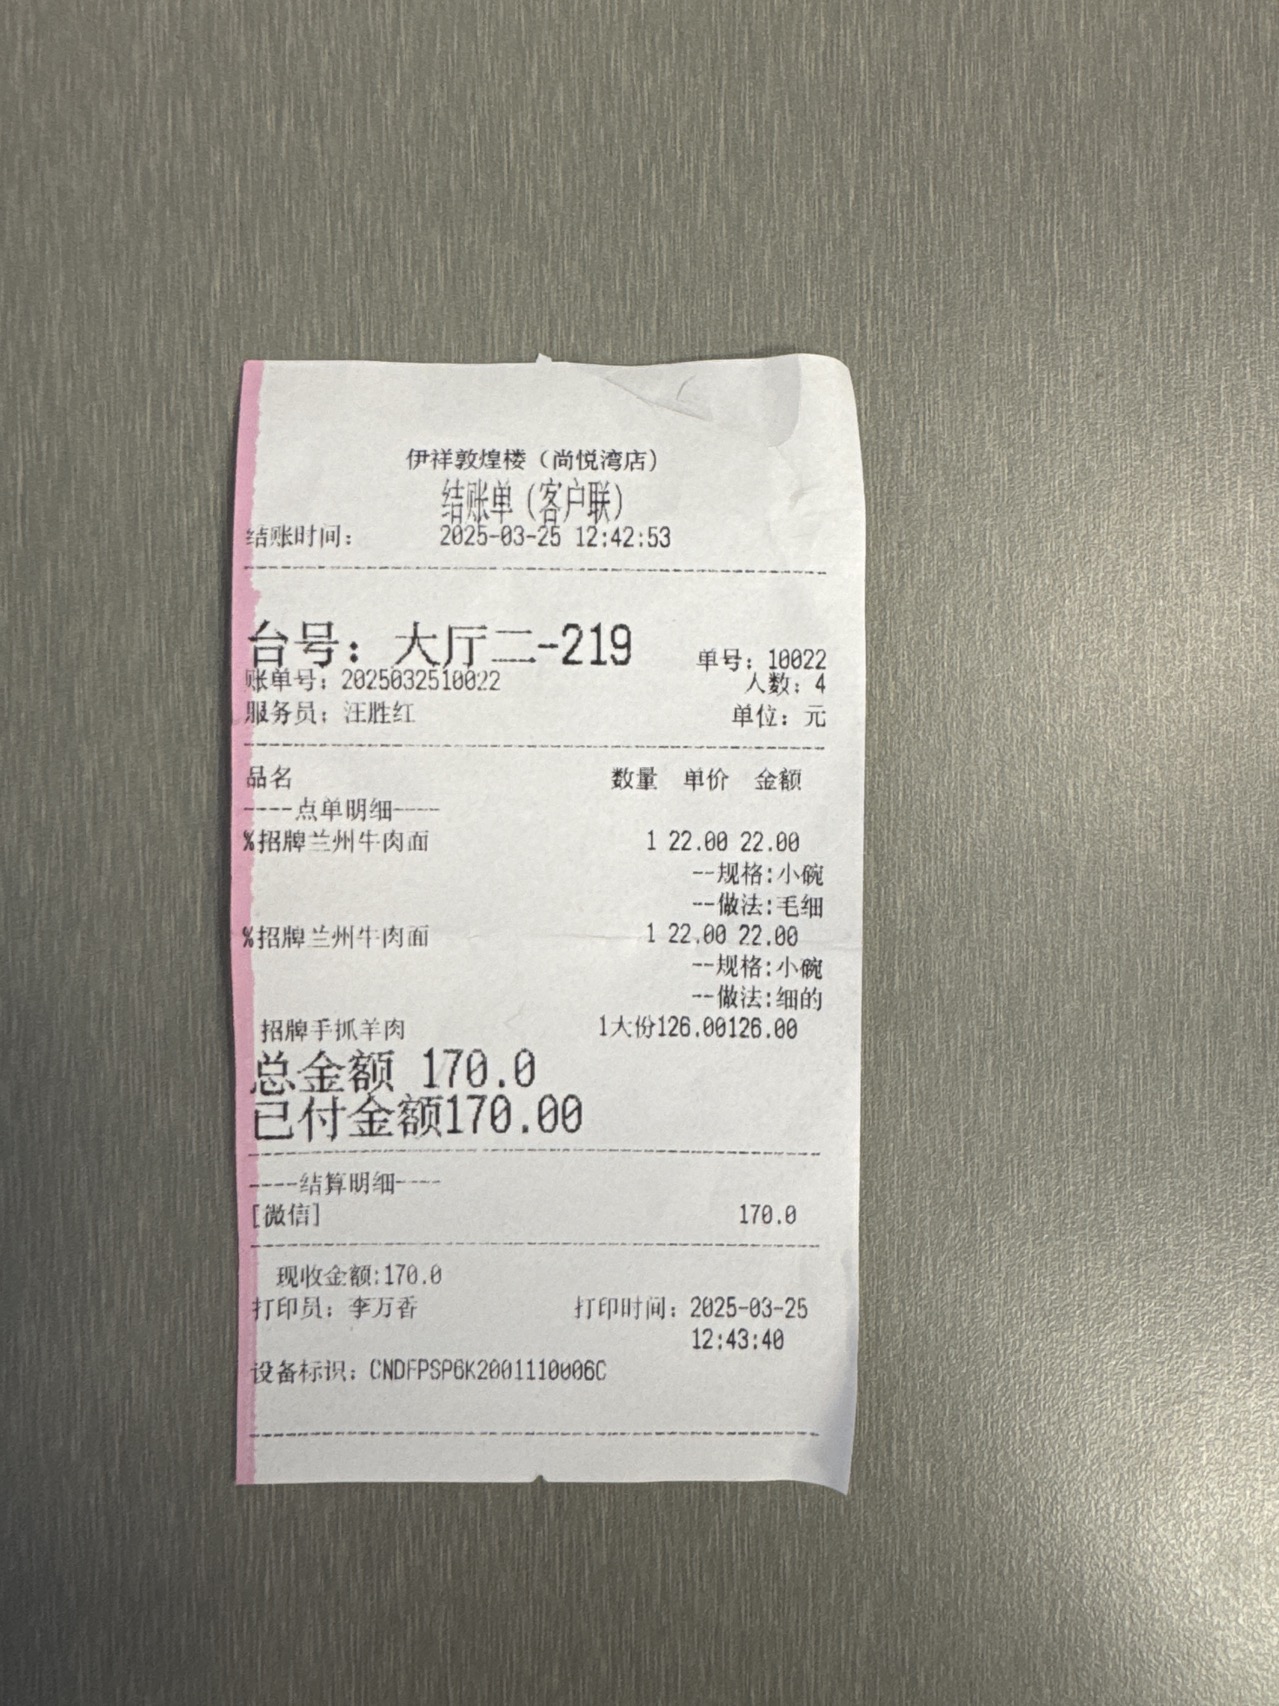 伊祥敦煌楼（尚悦湾店）
结账单（客户联）
结账时间： 2025-03-25 12:42:53
台号：大厅二-219 单号：10022
账单号：2025032510022 人数：4
服务员：汪胜红 单位：元
品名 数量 单价 金额
----点单明细----
%招牌兰州牛肉面 1 22.00 22.00
--规格:小碗
--做法:毛细
%招牌兰州牛肉面 1 22.00 22.00
--规格:小碗
--做法:细的
招牌手抓羊肉 1大份126.00126.00
总金额 170.0
已付金额170.00
----结算明细----
[微信] 170.0
现收金额:170.0
打印员：李万香 打印时间：2025-03-25
12:43:40
设备标识：CNDFPSP6K2001110006C